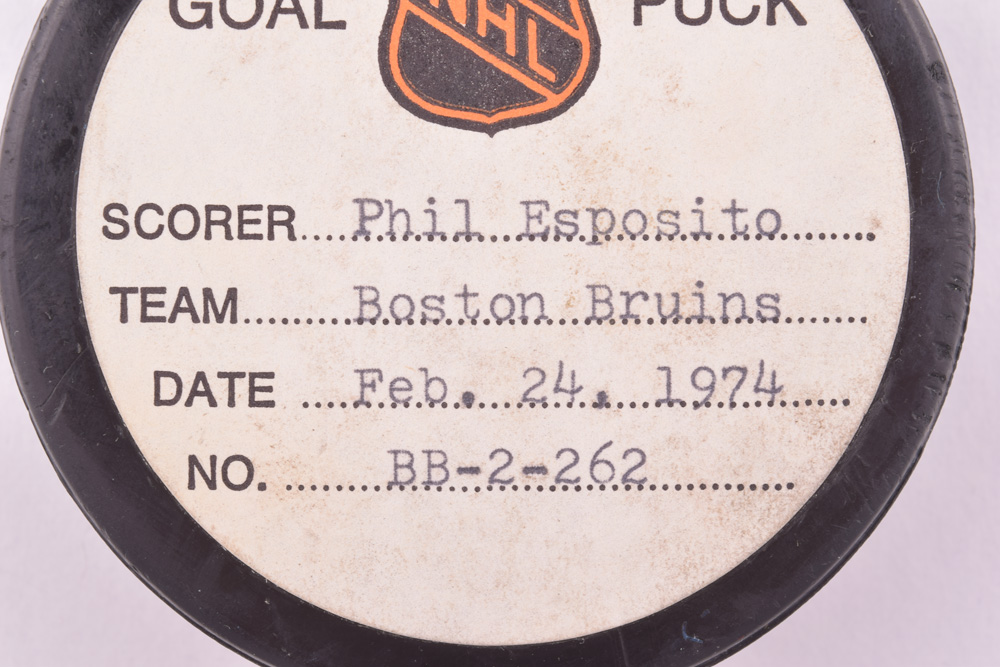 GOAL NHL PUCK
SCORER....Phil Esposito........
TEAM.........Boston Bruins.......
DATE ....Feb. 24, 1974......
NO. ......BB-2-262..............